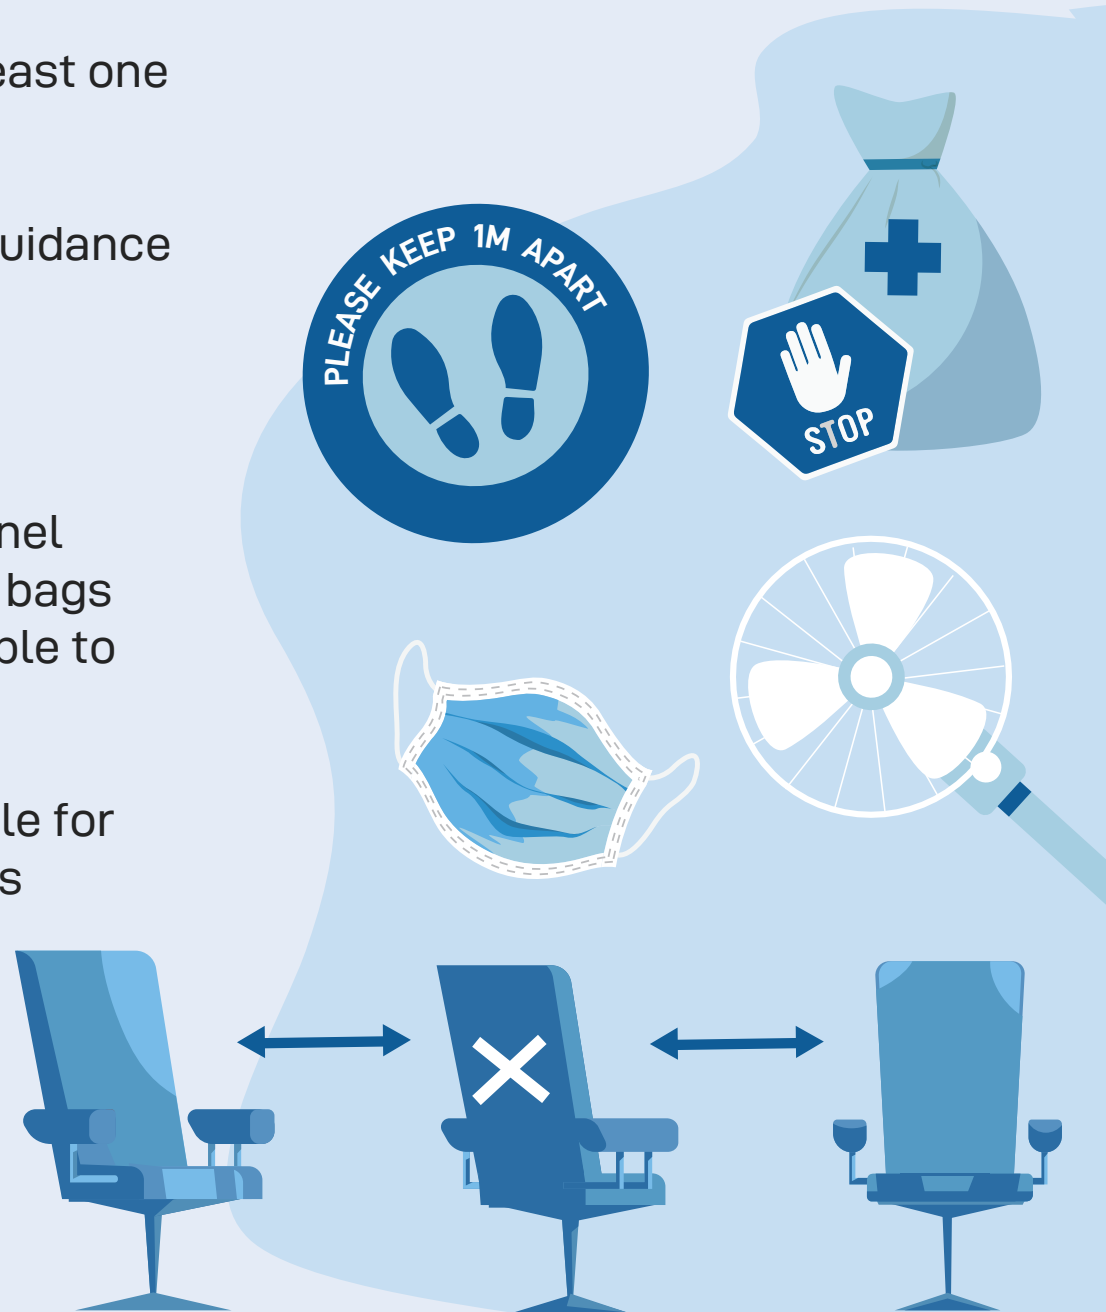 east one
uidance
PLEASE KEEP 1M APART
STOP
nel
bags
ble to
le for
s